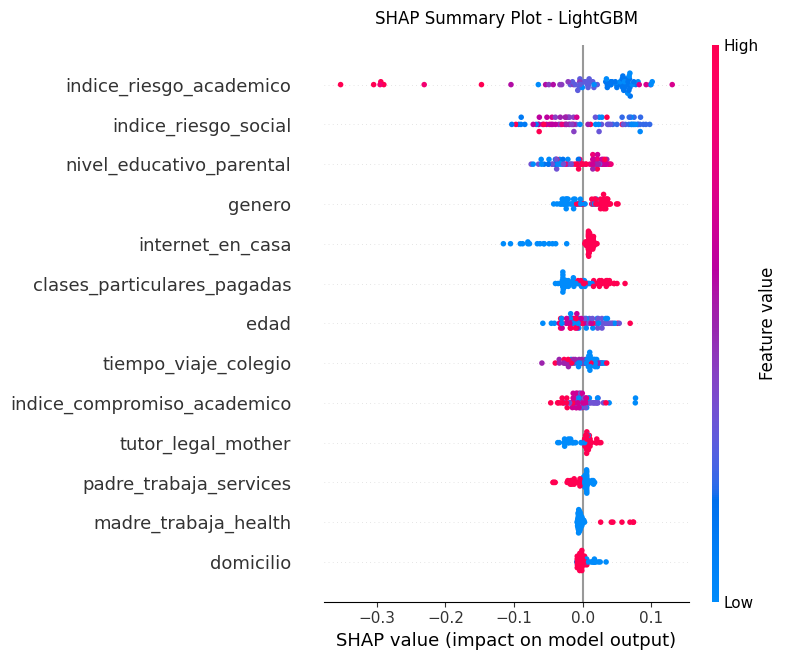 SHAP Summary Plot - LightGBM
High
indice_riesgo_academico
indice_riesgo_social
nivel_educativo_parental
genero
internet_en_casa
clases_particulares_pagadas
edad
tiempo_viaje_colegio
indice_compromiso_academico
tutor_legal_mother
padre_trabaja_services
madre_trabaja_health
domicilio
Feature value
Low
−0.3 −0.2 −0.1 0.0 0.1
SHAP value (impact on model output)